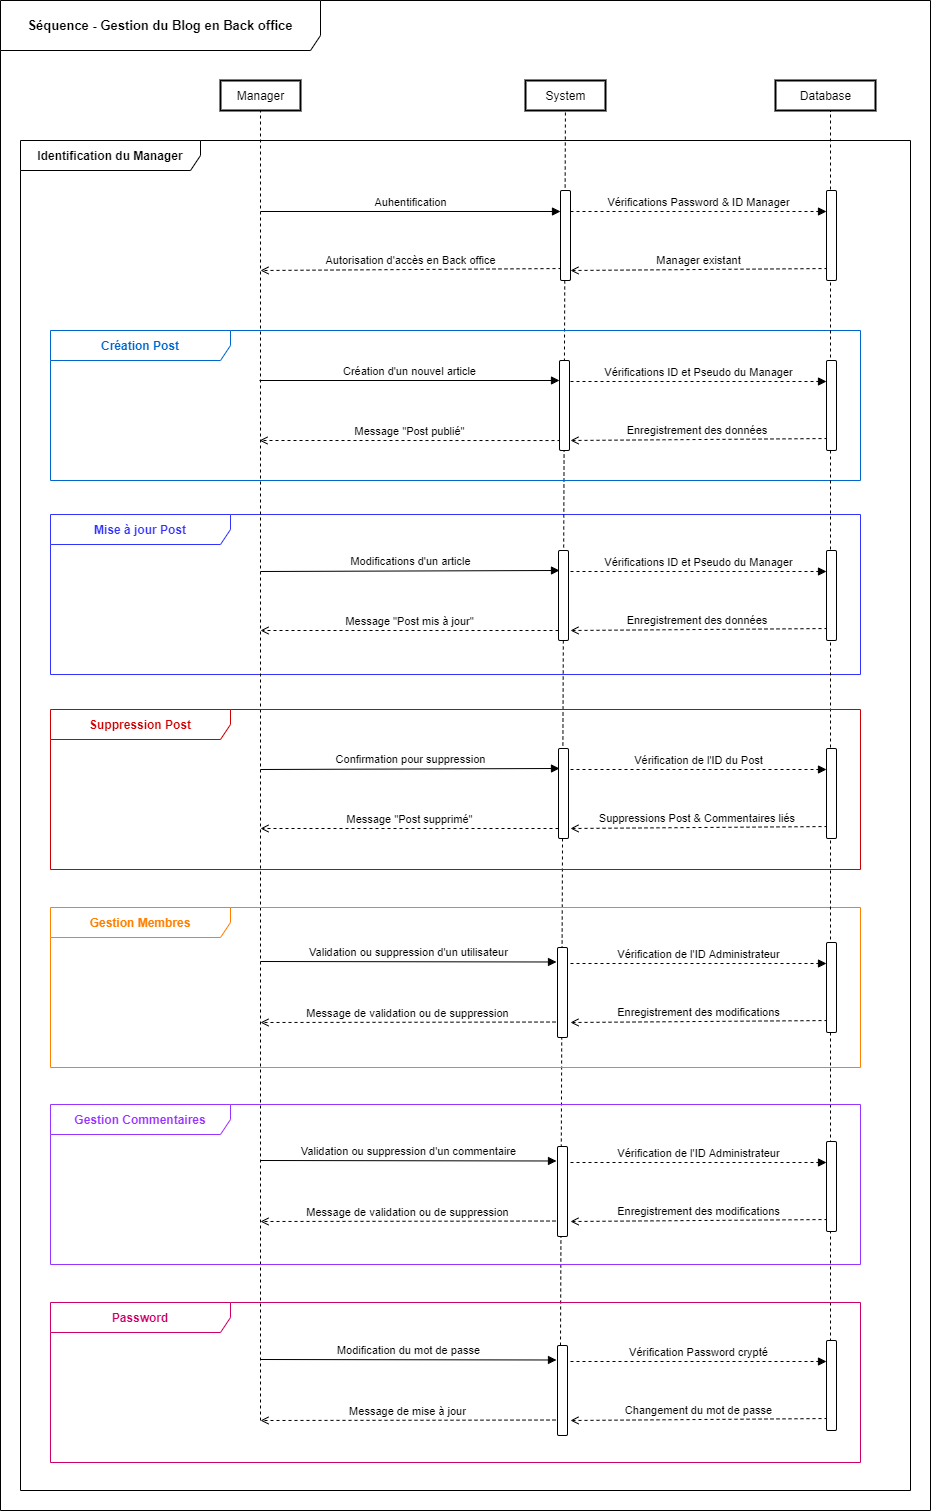 Séquence - Gestion du Blog en Back office
Manager
System
Database
Identification du Manager
Auhentification
Vérifications Password & ID Manager
Autorisation d'accès en Back office
Manager existant
Création Post
Création d'un nouvel article
Vérifications ID et Pseudo du Manager
Message "Post publié"
Enregistrement des données
Mise à jour Post
Modifications d'un article
Vérifications ID et Pseudo du Manager
Message "Post mis à jour"
Enregistrement des données
Suppression Post
Confirmation pour suppression
Vérification de l'ID du Post
Message "Post supprimé"
Suppressions Post & Commentaires liés
Gestion Membres
Validation ou suppression d'un utilisateur
Vérification de l'ID Administrateur
Message de validation ou de suppression
Enregistrement des modifications
Gestion Commentaires
Validation ou suppression d'un commentaire
Vérification de l'ID Administrateur
Message de validation ou de suppression
Enregistrement des modifications
Password
Modification du mot de passe
Vérification Password crypté
Message de mise à jour
Changement du mot de passe